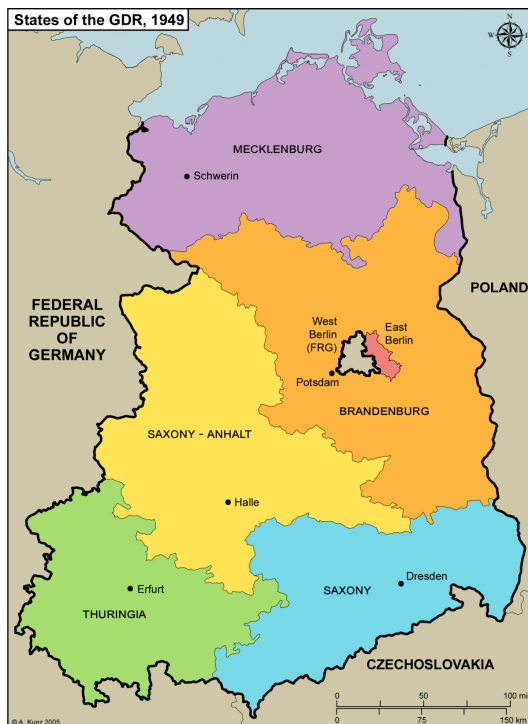 States of the GDR, 1949
N
W E
S
MECKLENBURG
Schwerin
FEDERAL
REPUBLIC
OF
GERMANY
POLAND
West
Berlin
(FRG)
East
Berlin
Potsdam
BRANDENBURG
SAXONY - ANHALT
Halle
Erfurt
THURINGIA
SAXONY
Dresden
CZECHOSLOVAKIA
0 50 100 mi
0 75 150 km
© A. Kunz 2005